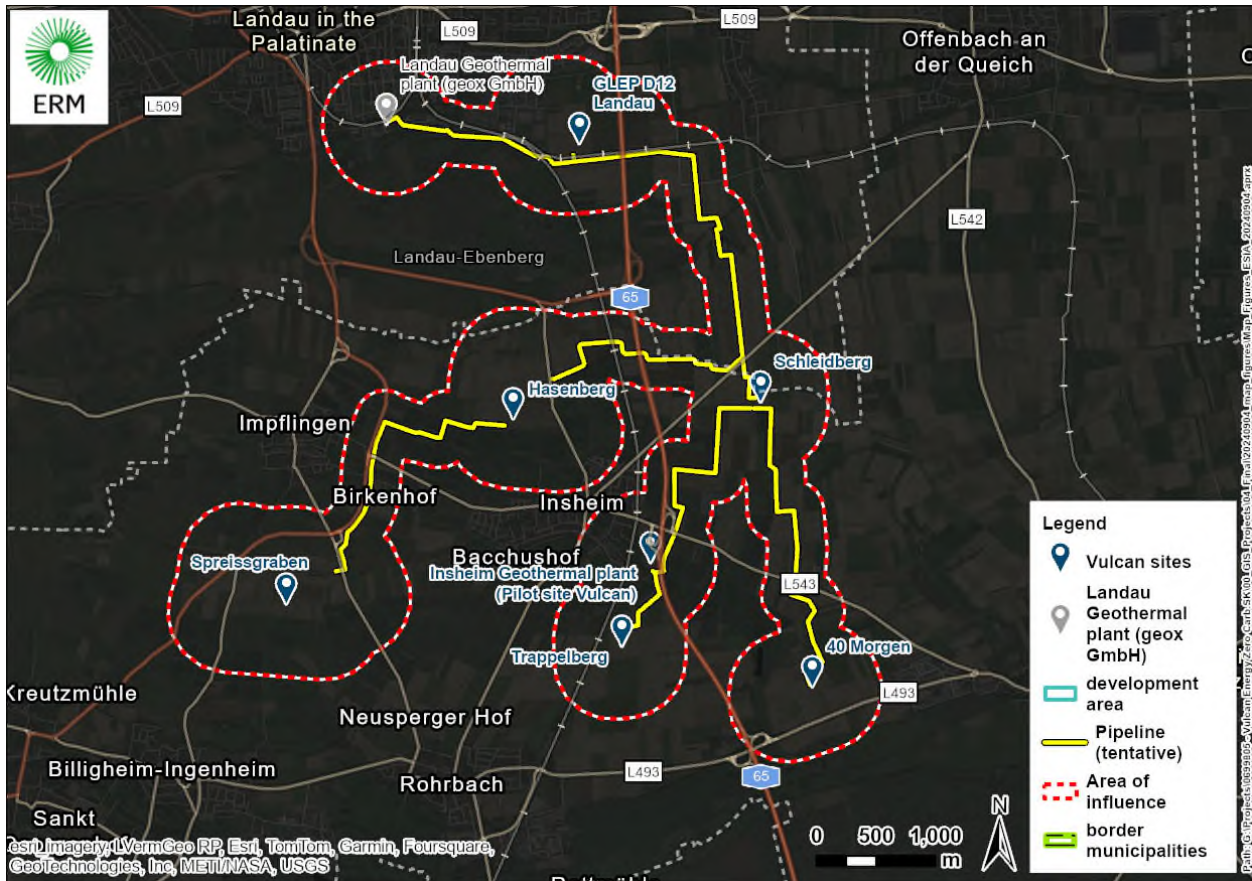 Landau in the
Palatinate
L509
L509
Offenbach an
der Queich
ERM
Landau Geothermal
plant (geox GmbH)
GLEP D12
Landau
L509
L542
Landau-Ebenberg
65
Schleidberg
Hasenberg
Impflingen
Birkenhof
Insheim
Bacchushof
Spreissgraben
Insheim Geothermal plant
(Pilot site Vulcan)
L543
Trappelberg
40 Morgen
Kreutzmühle
L493
Neusperger Hof
L493
65
Billigheim-Ingenheim
Rohrbach
Sankt
esri_imagery, LVermGeo RP, Esri, TomTom, Garmin, Foursquare,
GeoTechnologies, Inc, METI/NASA, USGS
0 500 1,000
m
N
Legend
Vulcan sites
Landau
Geothermal
plant (geox
GmbH)
development
area
Pipeline
(tentative)
Area of
influence
border
municipalities